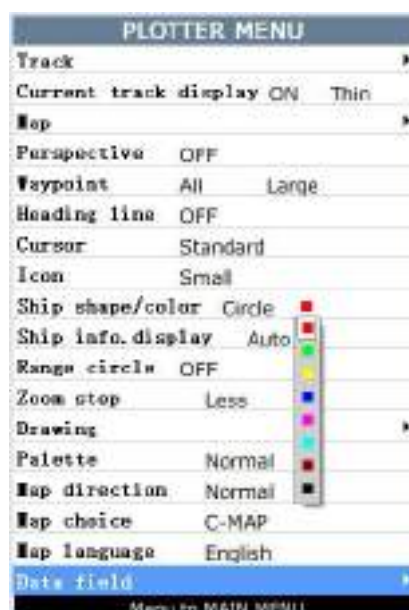 PLOTTER MENU
Track
Current track display ON Thin
Map
Perspective OFF
Waypoint All Large
Heading line OFF
Cursor Standard
Icon Small
Ship shape/color Circle
Ship info.display Auto
Range circle OFF
Zoom step Less
Drawing
Palette Normal
Map direction Normal
Map choice C-MAP
Map language English
Data field
Menu to MAIN MENU